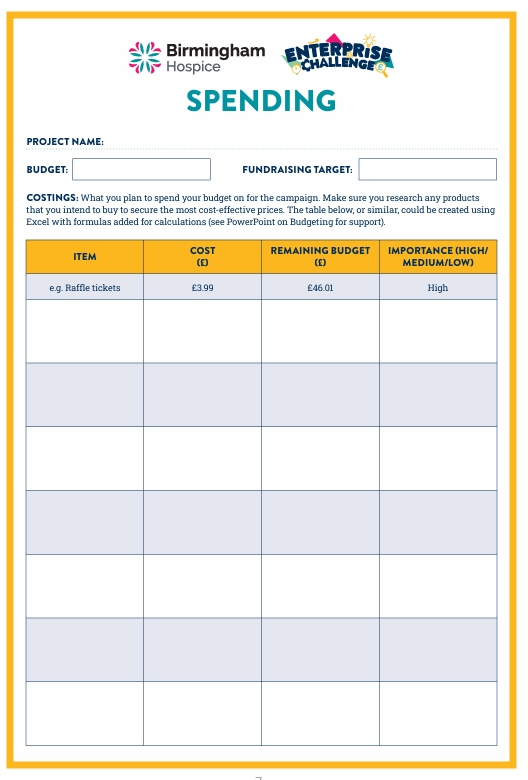 Birmingham
Hospice
ENTERPRISE
CHALLENGE
SPENDING
PROJECT NAME:
BUDGET:
FUNDRAISING TARGET:
COSTINGS: What you plan to spend your budget on for the campaign. Make sure you research any products
that you intend to buy to secure the most cost-effective prices. The table below, or similar, could be created using
Excel with formulas added for calculations (see PowerPoint on Budgeting for support).
ITEM
COST
(£)
REMAINING BUDGET
(£)
IMPORTANCE (HIGH/
MEDIUM/LOW)
e.g. Raffle tickets
£3.99
£46.01
High